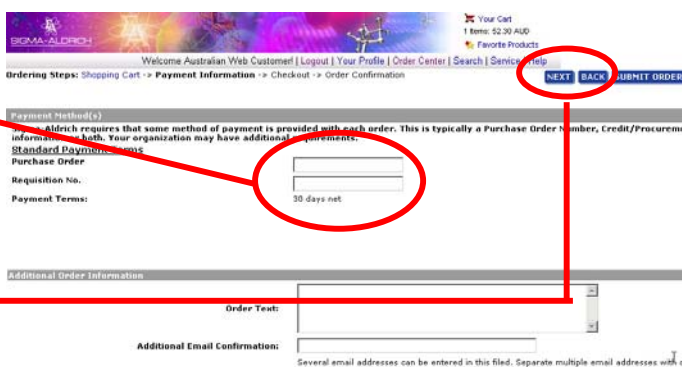 SIGMA-ALDRICH
Your Cart
1 Items: 52.30 AUD
Favorite Products
Welcome Australian Web Customer! | Logout | Your Profile | Order Center | Search | Service Help
Ordering Steps: Shopping Cart -> Payment Information -> Checkout -> Order Confirmation
NEXT BACK SUBMIT ORDER
Payment Method(s)
Sigma-Aldrich requires that some method of payment is provided with each order. This is typically a Purchase Order Number, Credit/Procurem
information or both. Your organization may have additional requirements.
Standard Payment Terms
Purchase Order
Requisition No.
Payment Terms: 30 days net
Additional Order Information
Order Text:
Additional Email Confirmation:
Several email addresses can be entered in this filed. Separate multiple email addresses with